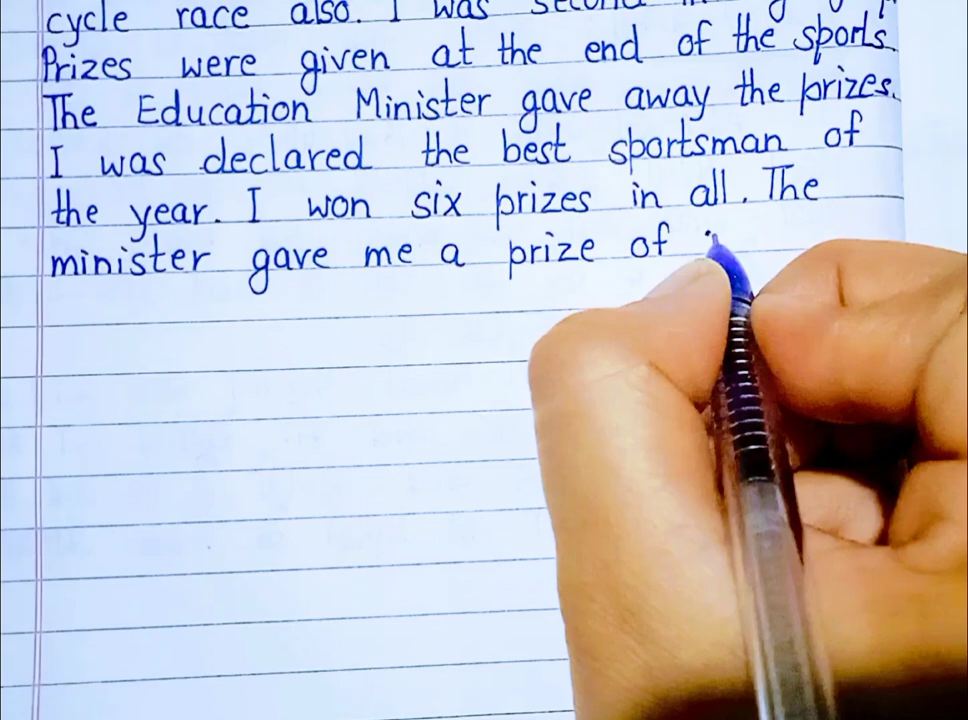 cycle race also. I was second in
Prizes were given at the end of the sports.
The Education Minister gave away the prizes.
I was declared the best sportsman of
the year. I won six prizes in all. The
minister gave me a prize of